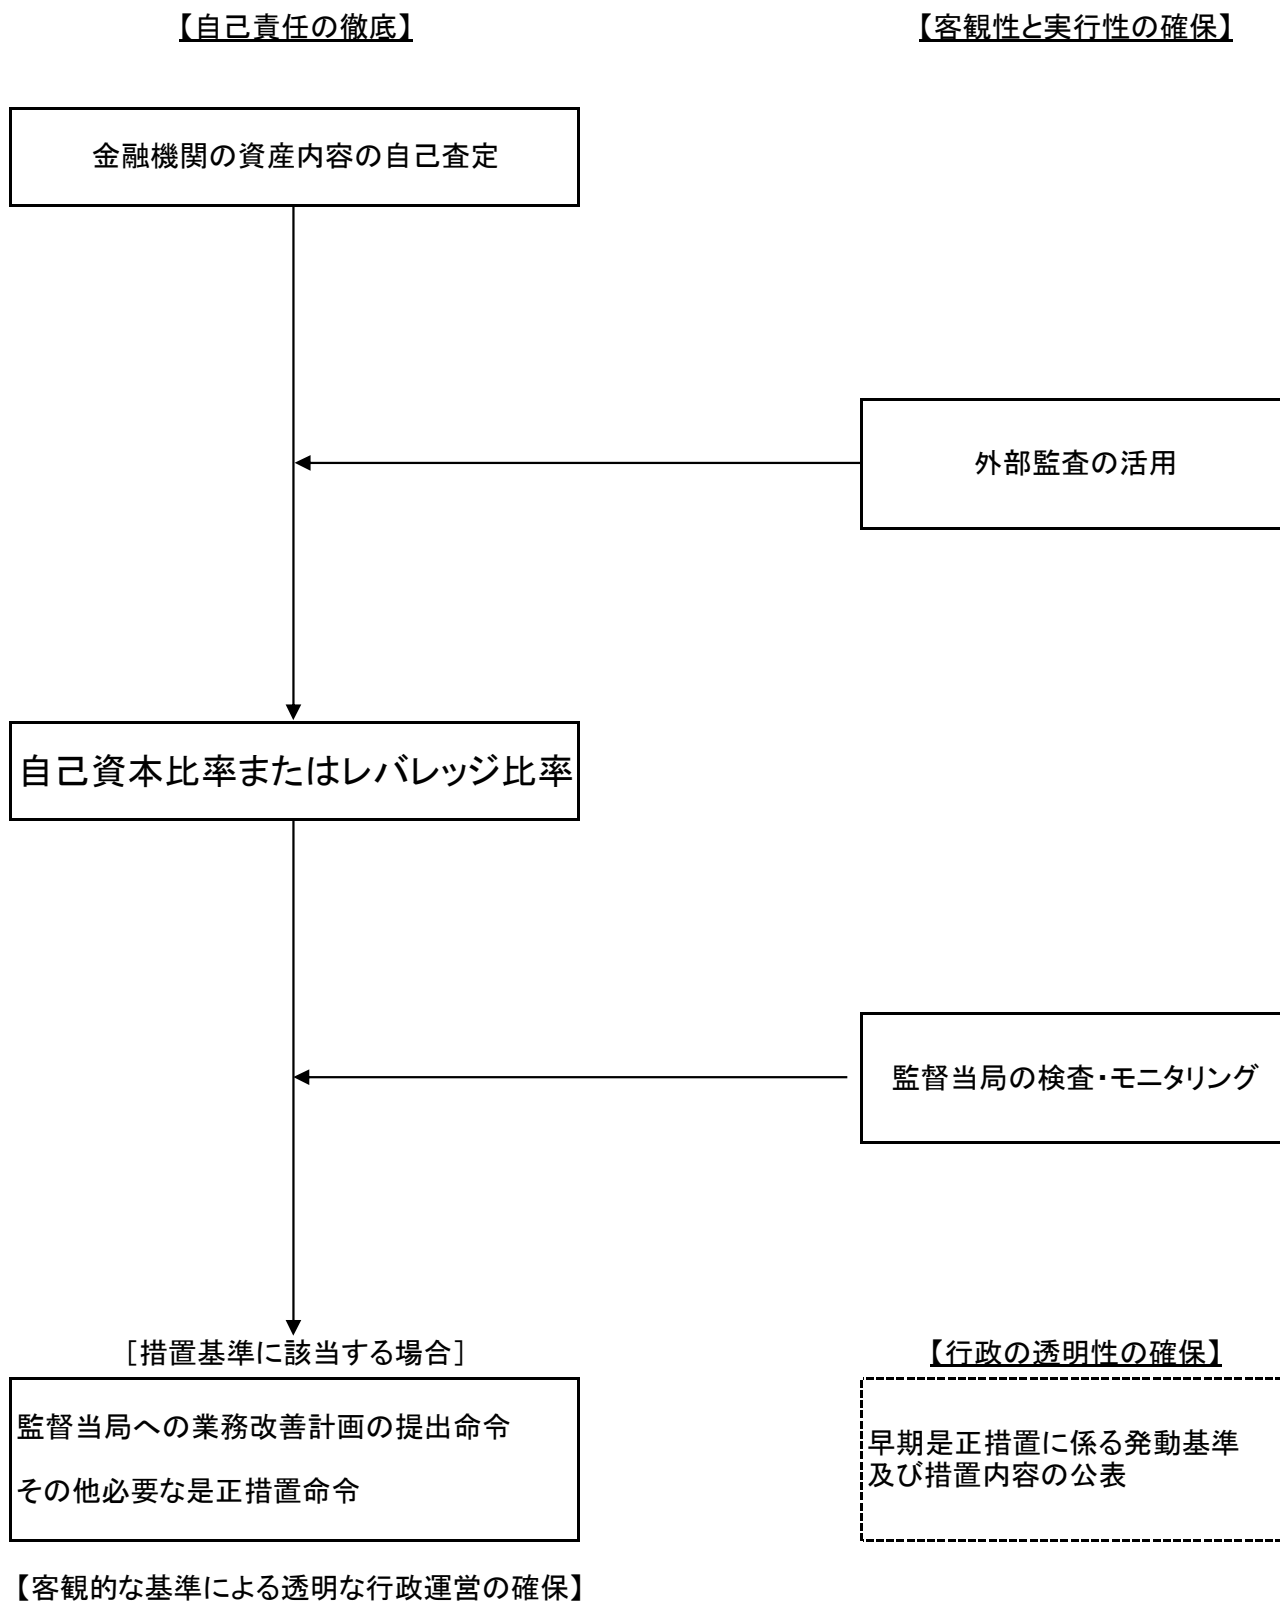 【自己責任の徹底】
【客観性と実行性の確保】
金融機関の資産内容の自己査定
外部監査の活用
自己資本比率またはレバレッジ比率
監督当局の検査・モニタリング
［措置基準に該当する場合］
【行政の透明性の確保】
監督当局への業務改善計画の提出命令
その他必要な是正措置命令
早期是正措置に係る発動基準
及び措置内容の公表
【客観的な基準による透明な行政運営の確保】